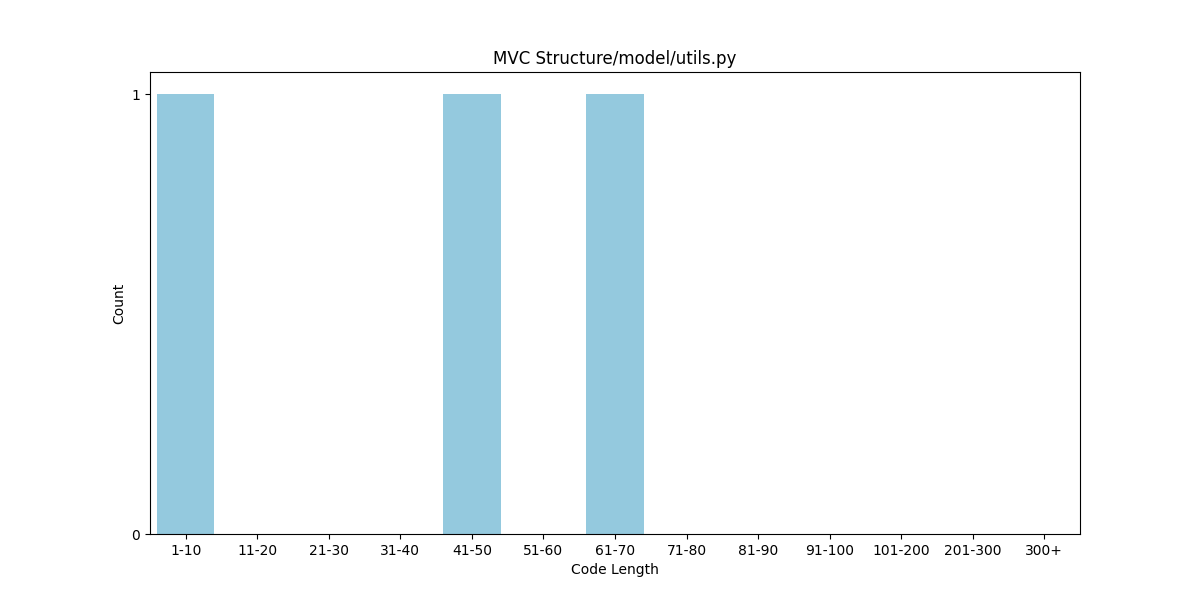 MVC Structure/model/utils.py
1
0
Count
1-10 11-20 21-30 31-40 41-50 51-60 61-70 71-80 81-90 91-100 101-200 201-300 300+
Code Length